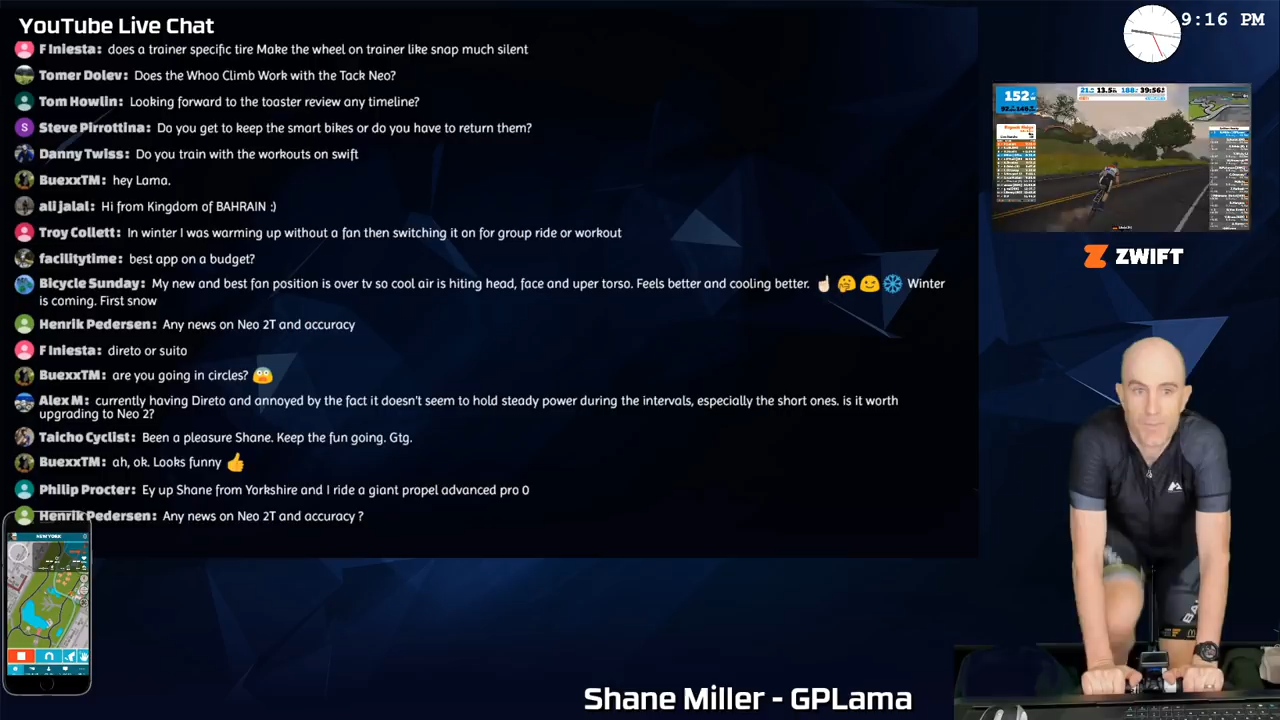 YouTube Live Chat
F Iniesta: does a trainer specific tire Make the wheel on trainer like snap much silent
Tomer Dolev: Does the Whoo Climb Work with the Tack Neo?
Tom Howlin: Looking forward to the toaster review any timeline?
Steve Pirrottina: Do you get to keep the smart bikes or do you have to return them?
Danny Twiss: Do you train with the workouts onswift
BuexxTM: hey Lama.
ali jalal: Hi from Kingdom of BAHRAIN :)
Troy Collett: In winter I was warming up without a fan then switching it on for group ride or workout
facilitytime: best app on a budget?
Bicycle Sunday: My new and best fan position is over tv so cool air is hiting head, face and uper torso. Feels better and cooling better. ☝🏻🤔😉❄️ Winter
is coming. First snow
Henrik Pedersen: Any news on Neo 2T and accuracy
F Iniesta: direto or suito
BuexxTM: are you going in circles? 😨
Alex M: currently having Direto and annoyed by the fact it doesn't seem to hold steady power during the intervals, especially the short ones. is it worth
upgrading to Neo 2?
Taicho Cyclist: Been a pleasure Shane. Keep the fun going. Gtg.
BuexxTM: ah, ok. Looks funny 👍
Philip Procter: Ey up Shane from Yorkshire and I ride a giant propel advanced pro 0
Henrik Pedersen: Any news on Neo 2T and accuracy ?
NEW YORK
9:16 PM
152
13.5
188
39:56
ZWIFT
Shane Miller - GPLama